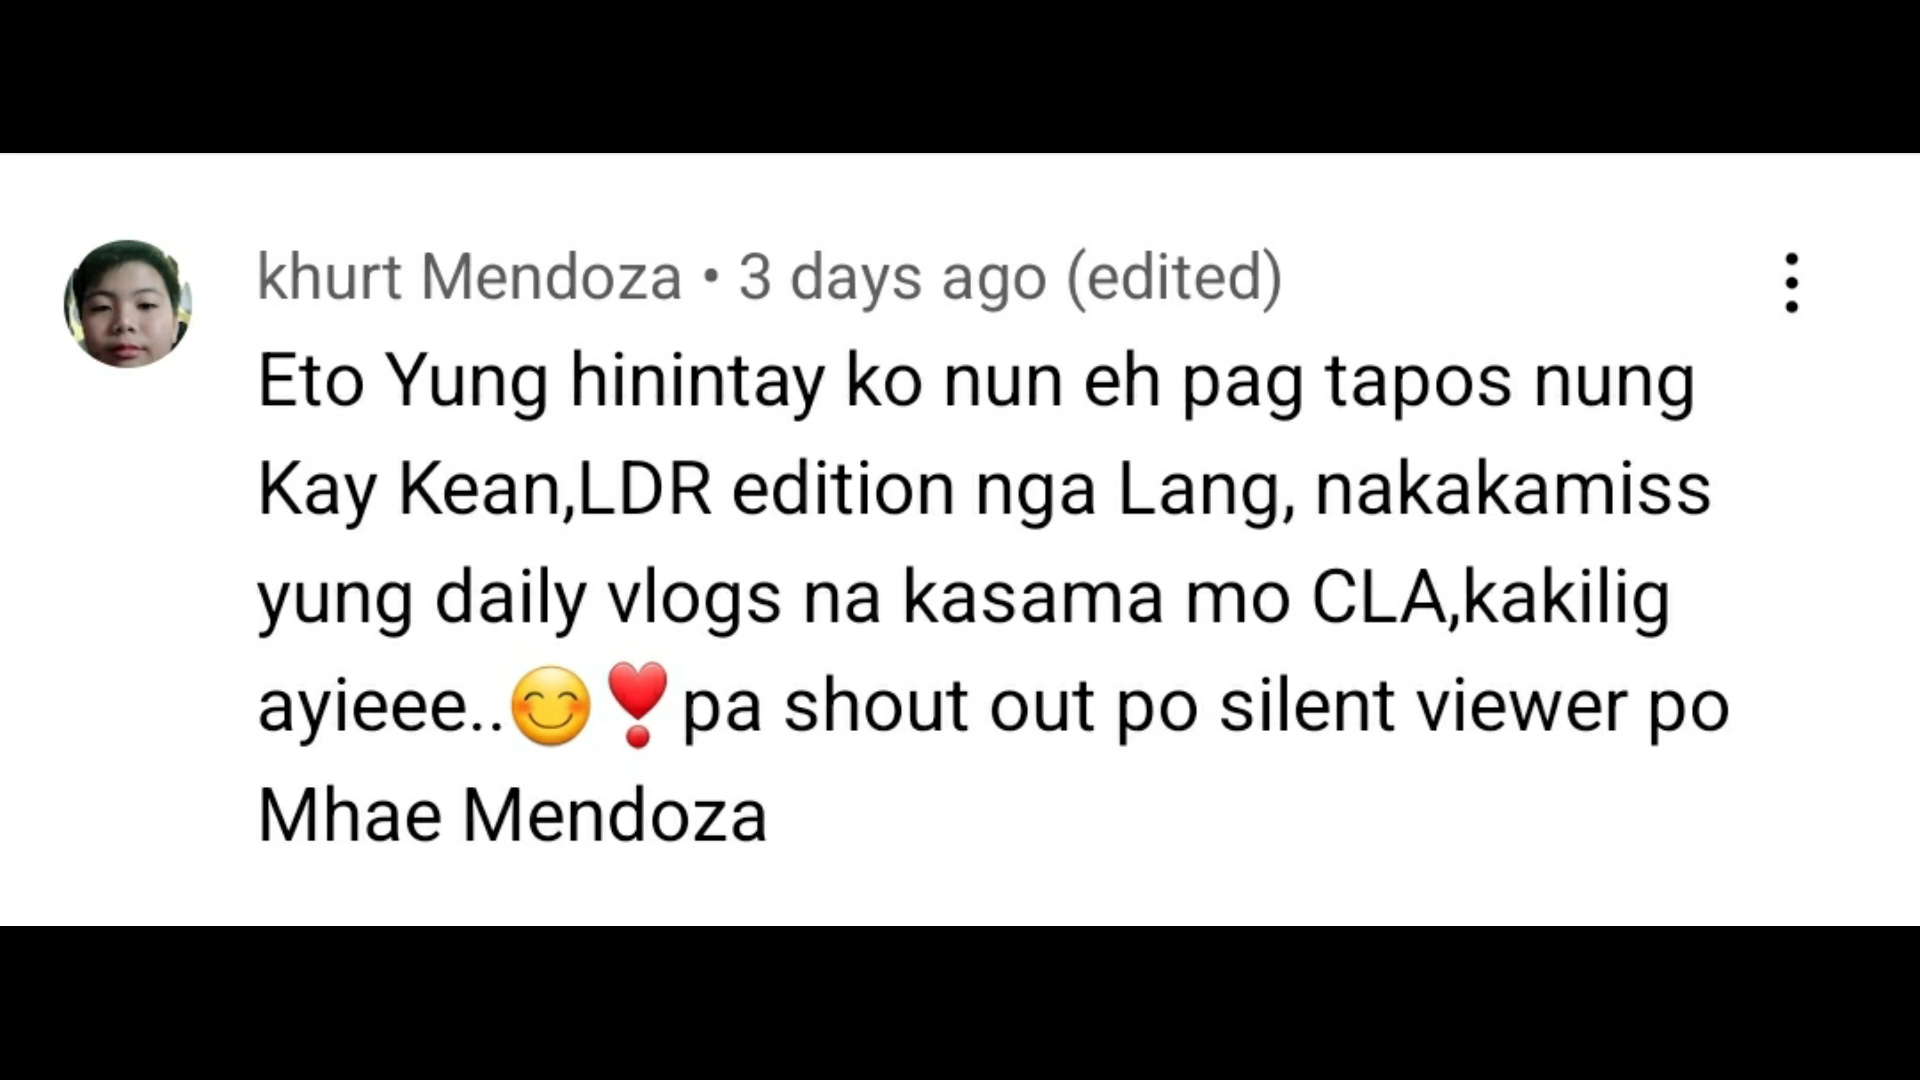 khurt Mendoza • 3 days ago (edited)
Eto Yung hinintay ko nun eh pag tapos nung
Kay Kean,LDR edition nga Lang, nakakamiss
yung daily vlogs na kasama mo CLA,kakilig
ayieee..😊❣️pa shout out po silent viewer po
Mhae Mendoza